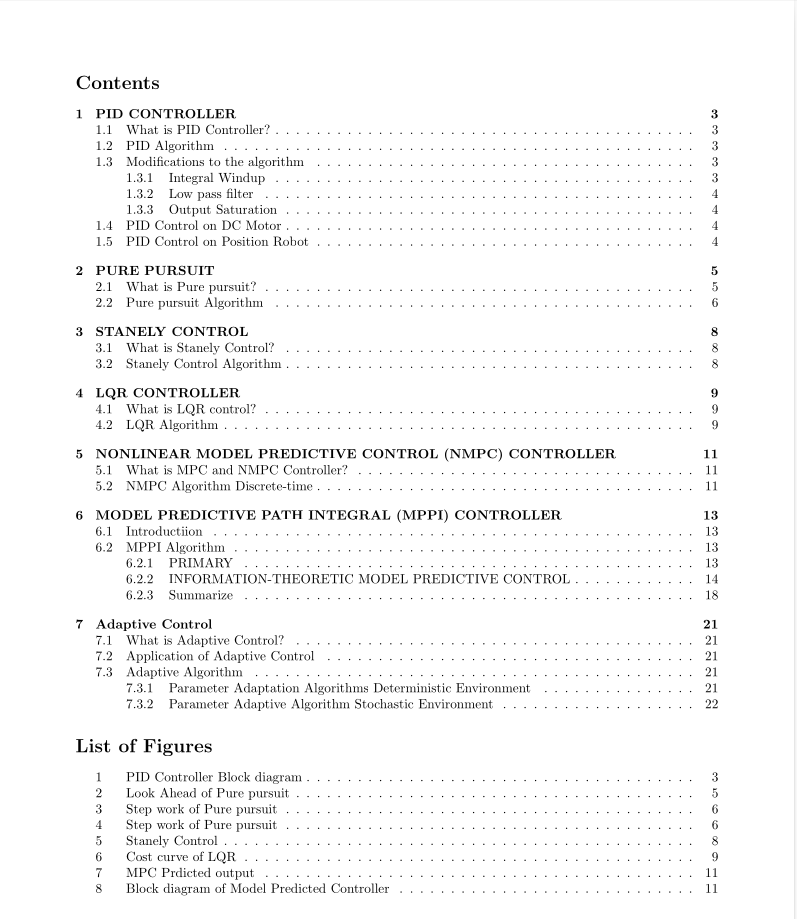 Contents
1 PID CONTROLLER 3
1.1 What is PID Controller? . . . . . . . . . . . . . . . . . . . . . . . . . . . . . . . . . . . . . . . . 3
1.2 PID Algorithm . . . . . . . . . . . . . . . . . . . . . . . . . . . . . . . . . . . . . . . . . . . . 3
1.3 Modifications to the algorithm . . . . . . . . . . . . . . . . . . . . . . . . . . . . . . . . . . . . 3
1.3.1 Integral Windup . . . . . . . . . . . . . . . . . . . . . . . . . . . . . . . . . . . . . . . . 3
1.3.2 Low pass filter . . . . . . . . . . . . . . . . . . . . . . . . . . . . . . . . . . . . . . . . . 4
1.3.3 Output Saturation . . . . . . . . . . . . . . . . . . . . . . . . . . . . . . . . . . . . . . . 4
1.4 PID Control on DC Motor . . . . . . . . . . . . . . . . . . . . . . . . . . . . . . . . . . . . . . . 4
1.5 PID Control on Position Robot . . . . . . . . . . . . . . . . . . . . . . . . . . . . . . . . . . . . 4
2 PURE PURSUIT 5
2.1 What is Pure pursuit? . . . . . . . . . . . . . . . . . . . . . . . . . . . . . . . . . . . . . . . . . 5
2.2 Pure pursuit Algorithm . . . . . . . . . . . . . . . . . . . . . . . . . . . . . . . . . . . . . . . . 6
3 STANELY CONTROL 8
3.1 What is Stanely Control? . . . . . . . . . . . . . . . . . . . . . . . . . . . . . . . . . . . . . . . 8
3.2 Stanely Control Algorithm . . . . . . . . . . . . . . . . . . . . . . . . . . . . . . . . . . . . . . . 8
4 LQR CONTROLLER 9
4.1 What is LQR control? . . . . . . . . . . . . . . . . . . . . . . . . . . . . . . . . . . . . . . . . . 9
4.2 LQR Algorithm . . . . . . . . . . . . . . . . . . . . . . . . . . . . . . . . . . . . . . . . . . . . 9
5 NONLINEAR MODEL PREDICTIVE CONTROL (NMPC) CONTROLLER 11
5.1 What is MPC and NMPC Controller? . . . . . . . . . . . . . . . . . . . . . . . . . . . . . . . . 11
5.2 NMPC Algorithm Discrete-time . . . . . . . . . . . . . . . . . . . . . . . . . . . . . . . . . . . . 11
6 MODEL PREDICTIVE PATH INTEGRAL (MPPI) CONTROLLER 13
6.1 Introductiion . . . . . . . . . . . . . . . . . . . . . . . . . . . . . . . . . . . . . . . . . . . . . 13
6.2 MPPI Algorithm . . . . . . . . . . . . . . . . . . . . . . . . . . . . . . . . . . . . . . . . . . . 13
6.2.1 PRIMARY . . . . . . . . . . . . . . . . . . . . . . . . . . . . . . . . . . . . . . . . . . . 13
6.2.2 INFORMATION-THEORETIC MODEL PREDICTIVE CONTROL . . . . . . . . . . . . 14
6.2.3 Summarize . . . . . . . . . . . . . . . . . . . . . . . . . . . . . . . . . . . . . . . . . . . 18
7 Adaptive Control 21
7.1 What is Adaptive Control? . . . . . . . . . . . . . . . . . . . . . . . . . . . . . . . . . . . . . . 21
7.2 Application of Adaptive Control . . . . . . . . . . . . . . . . . . . . . . . . . . . . . . . . . . . 21
7.3 Adaptive Algorithm . . . . . . . . . . . . . . . . . . . . . . . . . . . . . . . . . . . . . . . . . . 21
7.3.1 Parameter Adaptation Algorithms Deterministic Environment . . . . . . . . . . . . . . . 21
7.3.2 Parameter Adaptive Algorithm Stochastic Environment . . . . . . . . . . . . . . . . . . . 22
List of Figures
1 PID Controller Block diagram . . . . . . . . . . . . . . . . . . . . . . . . . . . . . . . . . . . . . 3
2 Look Ahead of Pure pursuit . . . . . . . . . . . . . . . . . . . . . . . . . . . . . . . . . . . . . . 5
3 Step work of Pure pursuit . . . . . . . . . . . . . . . . . . . . . . . . . . . . . . . . . . . . . . . 6
4 Step work of Pure pursuit . . . . . . . . . . . . . . . . . . . . . . . . . . . . . . . . . . . . . . . 6
5 Stanely Control . . . . . . . . . . . . . . . . . . . . . . . . . . . . . . . . . . . . . . . . . . . . 8
6 Cost curve of LQR . . . . . . . . . . . . . . . . . . . . . . . . . . . . . . . . . . . . . . . . . . . 9
7 MPC Prdicted output . . . . . . . . . . . . . . . . . . . . . . . . . . . . . . . . . . . . . . . . . 11
8 Block diagram of Model Predicted Controller . . . . . . . . . . . . . . . . . . . . . . . . . . . . 11